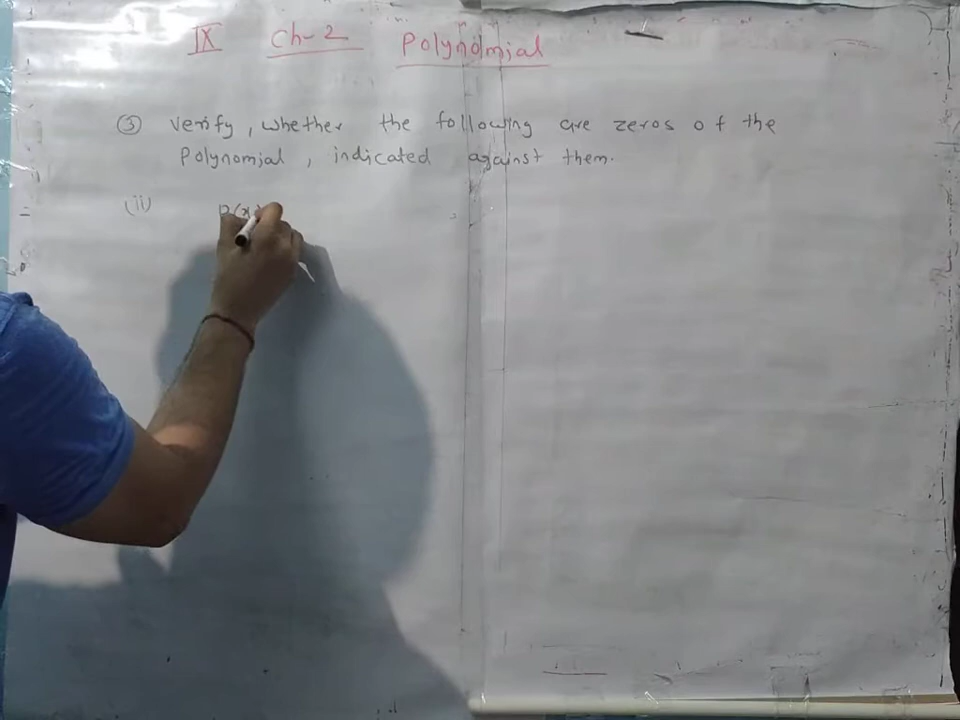 IX Ch-2 Polynomial
③ Verify, whether the following are zeros of the
Polynomial, indicated against them.
(ii) P(x)